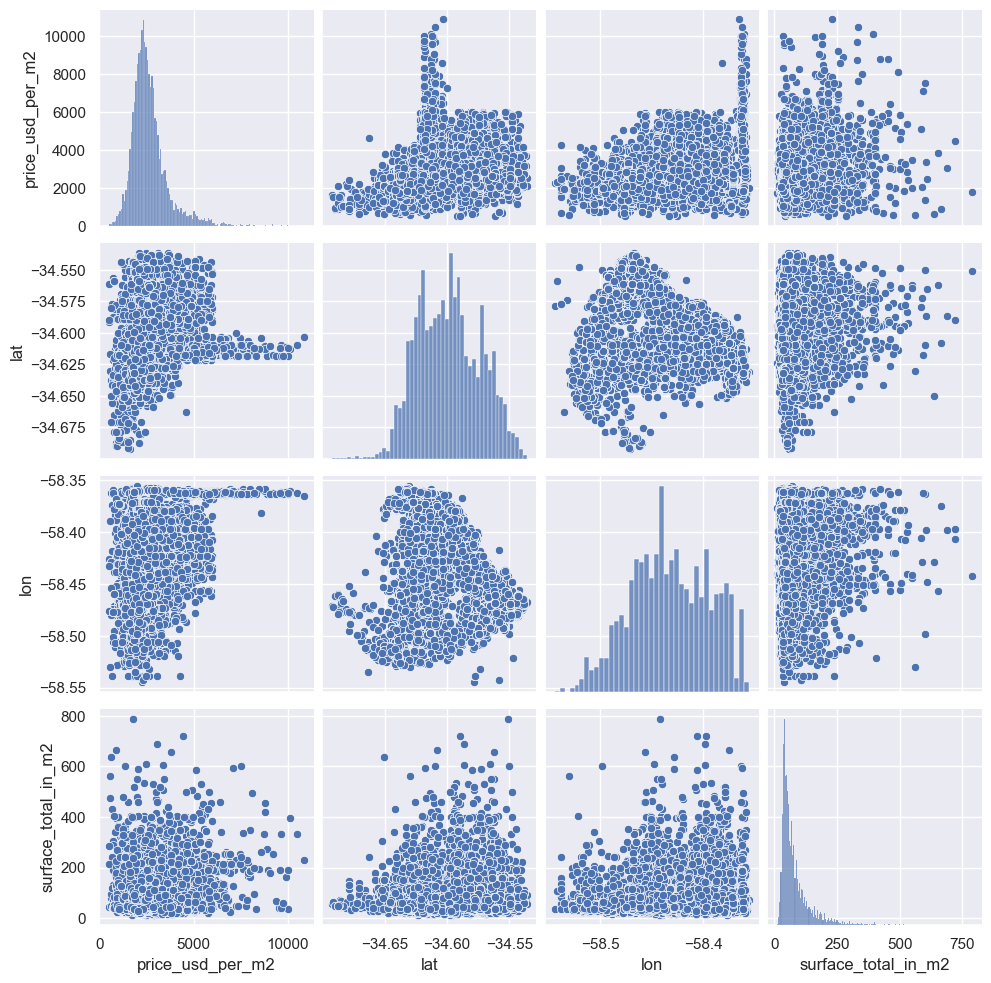 10000
8000
6000
4000
2000
0
price_usd_per_m2
−34.550
−34.575
−34.600
−34.625
−34.650
−34.675
lat
−58.35
−58.40
−58.45
−58.50
−58.55
lon
800
600
400
200
0
surface_total_in_m2
0 5000 10000
−34.65 −34.60 −34.55
−58.5 −58.4
0 250 500 750
price_usd_per_m2 lat lon surface_total_in_m2